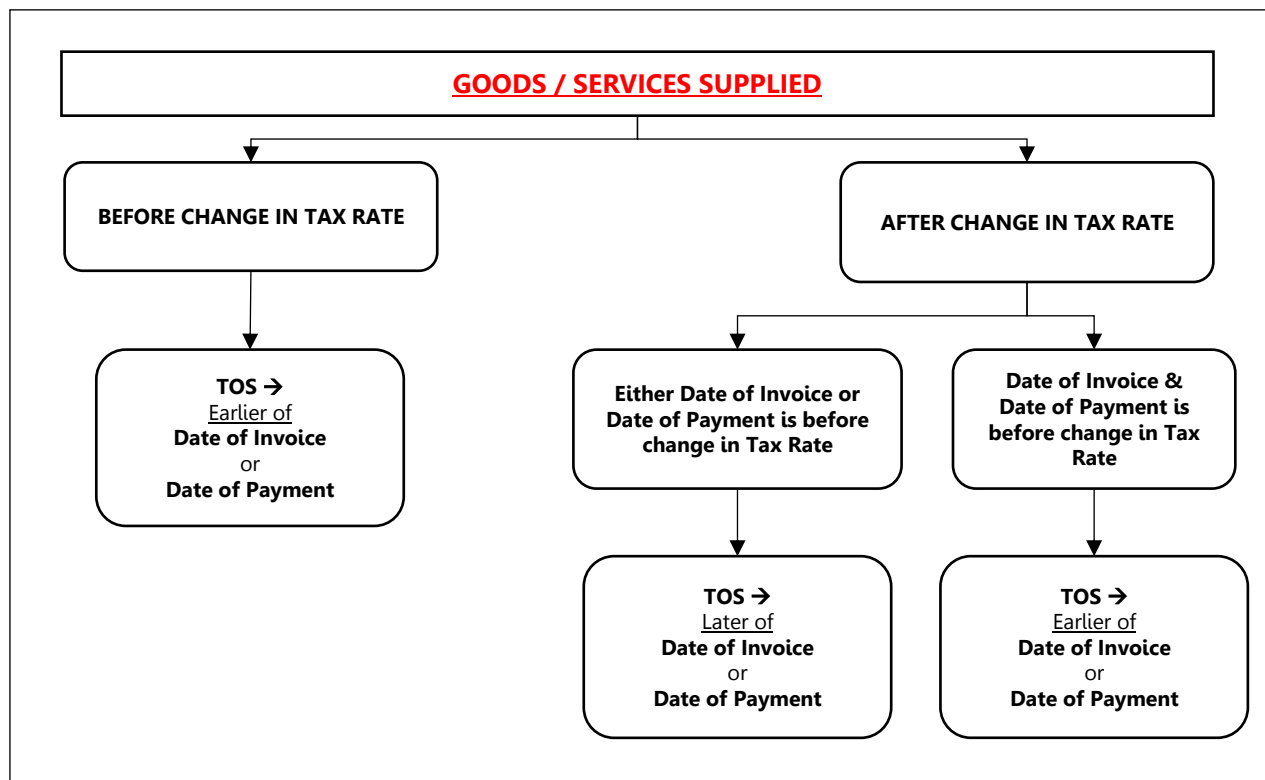 GOODS / SERVICES SUPPLIED
BEFORE CHANGE IN TAX RATE
AFTER CHANGE IN TAX RATE
TOS →
Earlier of
Date of Invoice
or
Date of Payment
Either Date of Invoice or
Date of Payment is before
change in Tax Rate
Date of Invoice &
Date of Payment is
before change in Tax
Rate
TOS →
Later of
Date of Invoice
or
Date of Payment
TOS →
Earlier of
Date of Invoice
or
Date of Payment